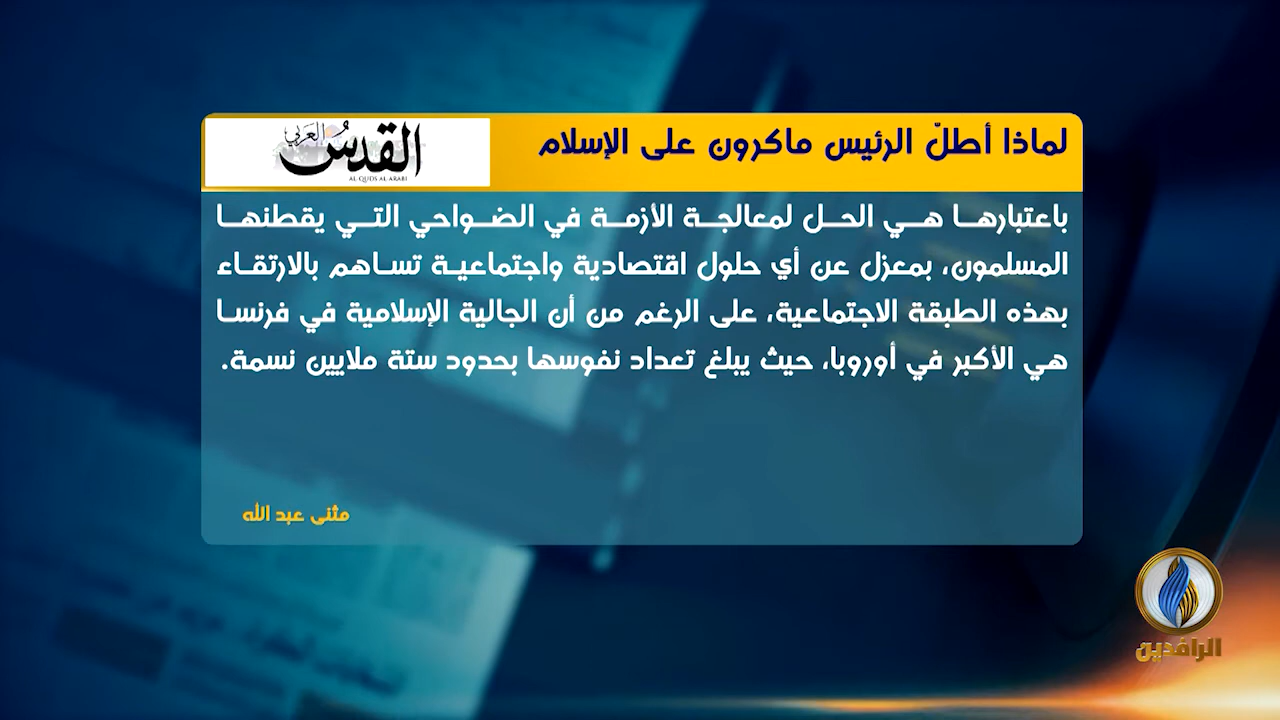 لماذا أطلّ الرئيس ماكرون على الإسلام
القدس العربي
AL QUDS AL ARABI
باعتبارها هي الحل لمعالجة الأزمة في الضواحي التي يقطنها
المسلمون، بمعزل عن أي حلول اقتصادية واجتماعية تساهم بالارتقاء
بهذه الطبقة الاجتماعية، على الرغم من أن الجالية الإسلامية في فرنسا
هي الأكبر في أوروبا، حيث يبلغ تعداد نفوسها بحدود ستة ملايين نسمة.
مثنى عبد الله
الرافدين